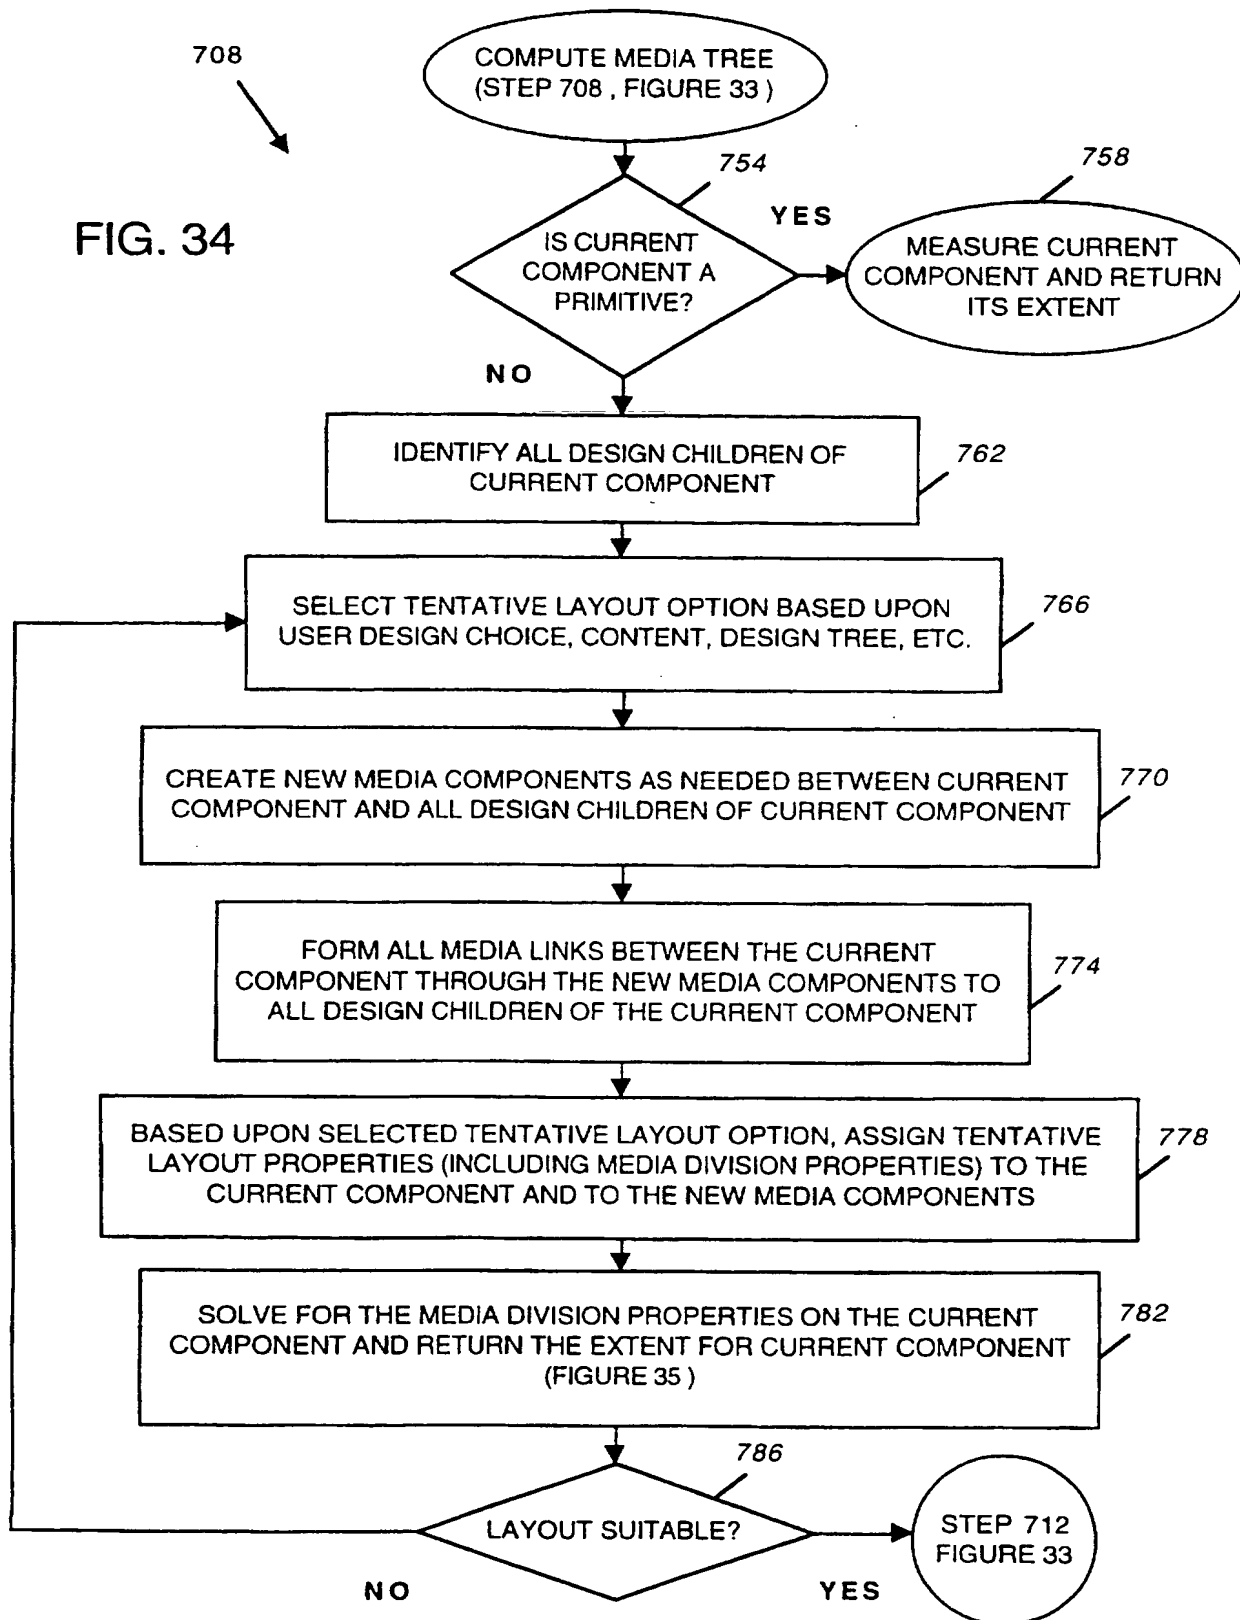 708
COMPUTE MEDIA TREE
(STEP 708 , FIGURE 33 )
FIG. 34
754
IS CURRENT
COMPONENT A
PRIMITIVE?
YES
758
MEASURE CURRENT
COMPONENT AND RETURN
ITS EXTENT
NO
IDENTIFY ALL DESIGN CHILDREN OF
CURRENT COMPONENT
762
SELECT TENTATIVE LAYOUT OPTION BASED UPON
USER DESIGN CHOICE, CONTENT, DESIGN TREE, ETC.
766
CREATE NEW MEDIA COMPONENTS AS NEEDED BETWEEN CURRENT
COMPONENT AND ALL DESIGN CHILDREN OF CURRENT COMPONENT
770
FORM ALL MEDIA LINKS BETWEEN THE CURRENT
COMPONENT THROUGH THE NEW MEDIA COMPONENTS TO
ALL DESIGN CHILDREN OF THE CURRENT COMPONENT
774
BASED UPON SELECTED TENTATIVE LAYOUT OPTION, ASSIGN TENTATIVE
LAYOUT PROPERTIES (INCLUDING MEDIA DIVISION PROPERTIES) TO THE
CURRENT COMPONENT AND TO THE NEW MEDIA COMPONENTS
778
SOLVE FOR THE MEDIA DIVISION PROPERTIES ON THE CURRENT
COMPONENT AND RETURN THE EXTENT FOR CURRENT COMPONENT
(FIGURE 35 )
782
786
LAYOUT SUITABLE?
NO
YES
STEP 712
FIGURE 33